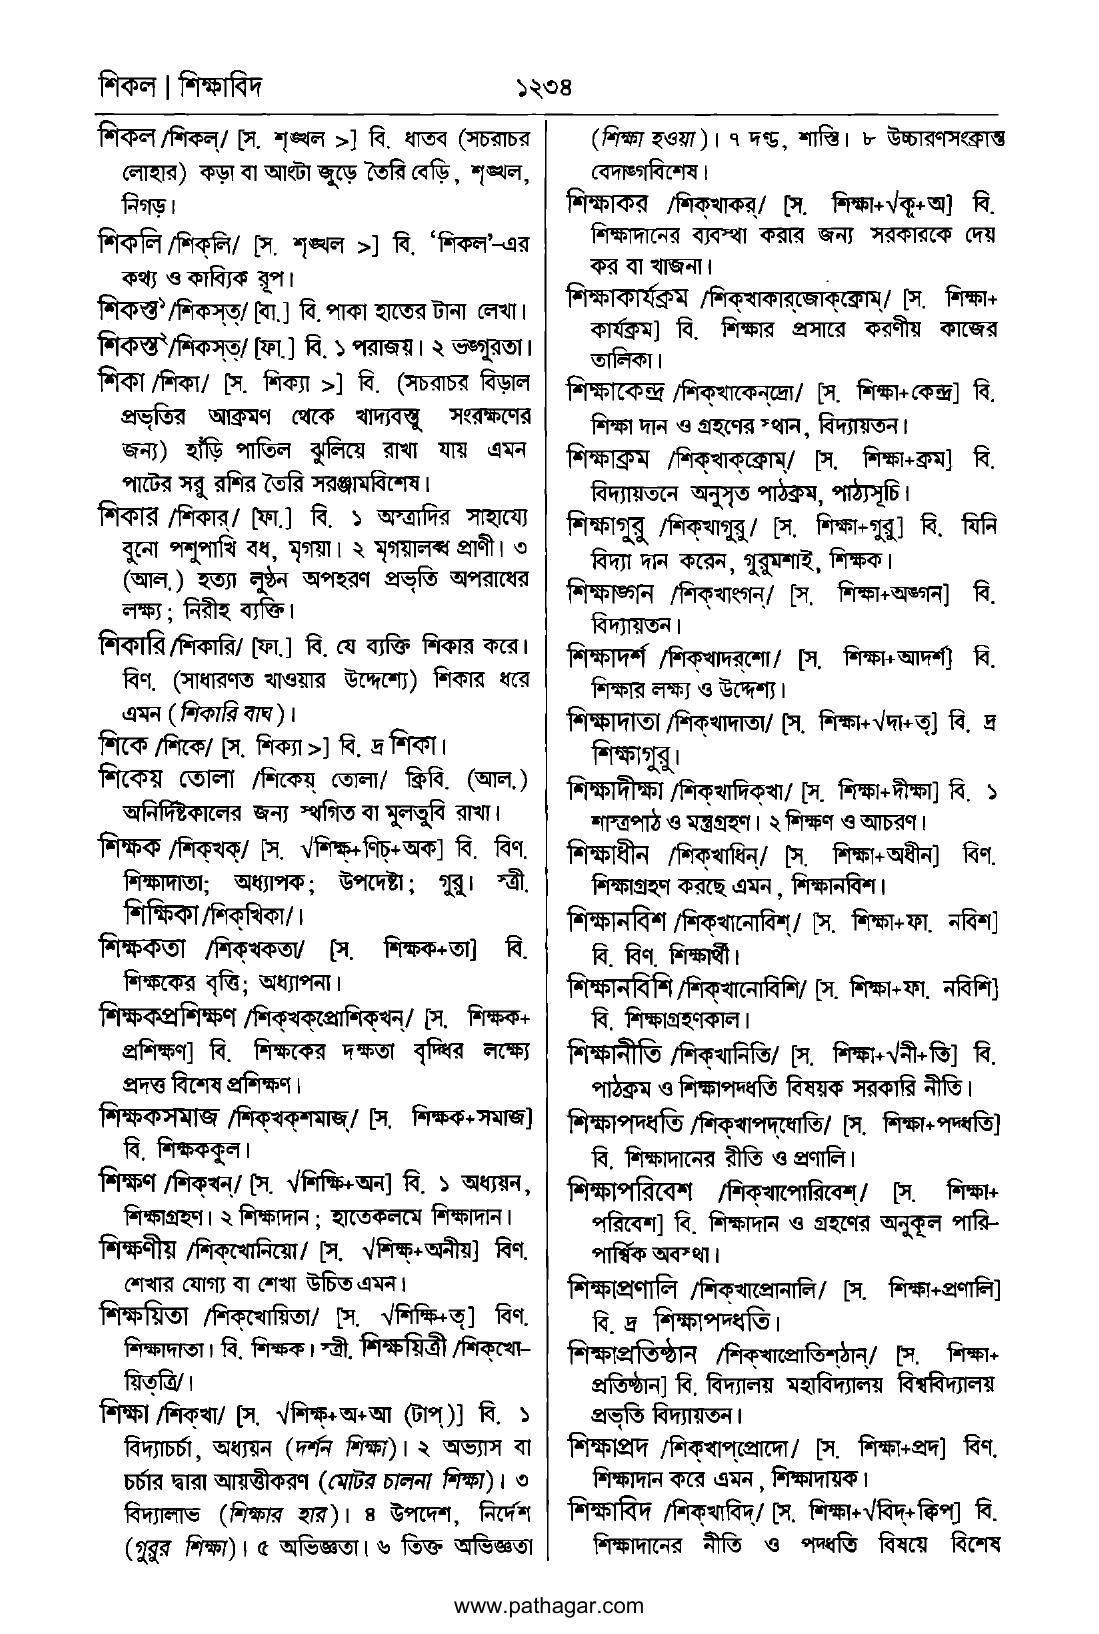 শিকল | শিক্ষাবিদ
১২৩৪
শিকল /শিকল্/ [স. শৃঙ্খল >] বি. ধাতব (সচরাচর
লোহার) কড়া বা আংটা জুড়ে তৈরি বেড়ি, শৃঙ্খল,
নিগড়।
শিকলি /শিক্‌লি/ [স. শৃঙ্খল >] বি. ‘শিকল’-এর
কথ্য ও কাব্যিক রূপ।
শিকস্ত১ /শিকস্‌ত্/ [বা.] বি. পাকা হাতের টানা লেখা।
শিকস্ত২ /শিকস্‌ত্/ [ফা.] বি. ১ পরাজয়। ২ ভঙ্গুরতা।
শিকা /শিকা/ [স. শিক্যা >] বি. (সচরাচর বিড়াল
প্রভৃতির আক্রমণ থেকে খাদ্যবস্তু সংরক্ষণের
জন্য) হাঁড়ি পাতিল ঝুলিয়ে রাখা যায় এমন
পাটের সরু রশির তৈরি সরঞ্জামবিশেষ।
শিকার /শিকার্/ [ফা.] বি. ১ অস্ত্রাদির সাহায্যে
বুনো পশুপাখি বধ, মৃগয়া। ২ মৃগয়ালব্ধ প্রাণী। ৩
(আল.) হত্যা লুণ্ঠন অপহরণ প্রভৃতি অপরাধের
লক্ষ্য; নিরীহ ব্যক্তি।
শিকারি /শিকারি/ [ফা.] বি. যে ব্যক্তি শিকার করে।
বিণ. (সাধারণত খাওয়ার উদ্দেশ্যে) শিকার ধরে
এমন (শিকারি বাঘ)।
শিকে /শিকে/ [স. শিক্যা >] বি. দ্র শিকা।
শিকেয় তোলা /শিকেয়্ তোলা/ ক্রিবি. (আল.)
অনির্দিষ্টকালের জন্য স্থগিত বা মুলতুবি রাখা।
শিক্ষক /শিক্‌খক্/ [স. √শিক্ষ্+ণিচ্+অক] বি. বিণ.
শিক্ষাদাতা; অধ্যাপক; উপদেষ্টা; গুরু। স্ত্রী.
শিক্ষিকা /শিক্‌খিকা/।
শিক্ষকতা /শিক্‌খকতা/ [স. শিক্ষক+তা] বি.
শিক্ষকের বৃত্তি; অধ্যাপনা।
শিক্ষকপ্রশিক্ষণ /শিক্‌খক্‌প্রোশিক্‌খন্/ [স. শিক্ষক+
প্রশিক্ষণ] বি. শিক্ষকের দক্ষতা বৃদ্ধির লক্ষ্যে
প্রদত্ত বিশেষ প্রশিক্ষণ।
শিক্ষকসমাজ /শিক্‌খক্‌শমাজ্/ [স. শিক্ষক+সমাজ]
বি. শিক্ষককুল।
শিক্ষণ /শিক্‌খন্/ [স. √শিক্ষি+অন] বি. ১ অধ্যয়ন,
শিক্ষাগ্রহণ। ২ শিক্ষাদান; হাতেকলমে শিক্ষাদান।
শিক্ষণীয় /শিক্‌খোনিয়ো/ [স. √শিক্ষ্+অনীয়] বিণ.
শেখার যোগ্য বা শেখা উচিত এমন।
শিক্ষয়িতা /শিক্‌খোয়িতা/ [স. √শিক্ষি+তৃ] বিণ.
শিক্ষাদাতা। বি. শিক্ষক। স্ত্রী. শিক্ষয়িত্রী /শিক্‌খো-
য়িত্‌ত্রি/।
শিক্ষা /শিক্‌খা/ [স. √শিক্ষ্+অ+আ (টাপ্)] বি. ১
বিদ্যাচর্চা, অধ্যয়ন (দর্শন শিক্ষা)। ২ অভ্যাস বা
চর্চার দ্বারা আয়ত্তীকরণ (মোটর চালনা শিক্ষা)। ৩
বিদ্যালাভ (শিক্ষার হার)। ৪ উপদেশ, নির্দেশ
(গুরুর শিক্ষা)। ৫ অভিজ্ঞতা। ৬ তিক্ত অভিজ্ঞতা
(শিক্ষা হওয়া)। ৭ দণ্ড, শাস্তি। ৮ উচ্চারণসংক্রান্ত
বেদাঙ্গবিশেষ।
শিক্ষাকর /শিক্‌খাকর্/ [স. শিক্ষা+√কৃ+অ] বি.
শিক্ষাদানের ব্যবস্থা করার জন্য সরকারকে দেয়
কর বা খাজনা।
শিক্ষাকার্যক্রম /শিক্‌খাকার্‌জোক্‌ক্রোম্/ [স. শিক্ষা+
কার্যক্রম] বি. শিক্ষার প্রসারে করণীয় কাজের
তালিকা।
শিক্ষাকেন্দ্র /শিক্‌খাকেন্‌দ্রো/ [স. শিক্ষা+কেন্দ্র] বি.
শিক্ষা দান ও গ্রহণের স্থান, বিদ্যায়তন।
শিক্ষাক্রম /শিক্‌খাক্‌ক্রোম্/ [স. শিক্ষা+ক্রম] বি.
বিদ্যায়তনে অনুসৃত পাঠক্রম, পাঠ্যসূচি।
শিক্ষাগুরু /শিক্‌খাগুরু/ [স. শিক্ষা+গুরু] বি. যিনি
বিদ্যা দান করেন, গুরুমশাই, শিক্ষক।
শিক্ষাঙ্গন /শিক্‌খাংগন্/ [স. শিক্ষা+অঙ্গন] বি.
বিদ্যায়তন।
শিক্ষাদর্শ /শিক্‌খাদর্‌শো/ [স. শিক্ষা+আদর্শ] বি.
শিক্ষার লক্ষ্য ও উদ্দেশ্য।
শিক্ষাদাতা /শিক্‌খাদাতা/ [স. শিক্ষা+√দা+তৃ] বি. দ্র
শিক্ষাগুরু।
শিক্ষাদীক্ষা /শিক্‌খাদিক্‌খা/ [স. শিক্ষা+দীক্ষা] বি. ১
শাস্ত্রপাঠ ও মন্ত্রগ্রহণ। ২ শিক্ষণ ও আচরণ।
শিক্ষাধীন /শিক্‌খাধিন্/ [স. শিক্ষা+অধীন] বিণ.
শিক্ষাগ্রহণ করছে এমন, শিক্ষানবিশ।
শিক্ষানবিশ /শিক্‌খানোবিশ্/ [স. শিক্ষা+ফা. নবিশ]
বি. বিণ. শিক্ষার্থী।
শিক্ষানবিশি /শিক্‌খানোবিশি/ [স. শিক্ষা+ফা. নবিশি]
বি. শিক্ষাগ্রহণকাল।
শিক্ষানীতি /শিক্‌খানিতি/ [স. শিক্ষা+√নী+তি] বি.
পাঠক্রম ও শিক্ষাপদ্ধতি বিষয়ক সরকারি নীতি।
শিক্ষাপদ্ধতি /শিক্‌খাপদ্‌ধোতি/ [স. শিক্ষা+পদ্ধতি]
বি. শিক্ষাদানের রীতি ও প্রণালি।
শিক্ষাপরিবেশ /শিক্‌খাপোরিবেশ্/ [স. শিক্ষা+
পরিবেশ] বি. শিক্ষাদান ও গ্রহণের অনুকূল পারি-
পার্শ্বিক অবস্থা।
শিক্ষাপ্রণালি /শিক্‌খাপ্রোনালি/ [স. শিক্ষা+প্রণালি]
বি. দ্র শিক্ষাপদ্ধতি।
শিক্ষাপ্রতিষ্ঠান /শিক্‌খাপ্রোতিশ্‌ঠান্/ [স. শিক্ষা+
প্রতিষ্ঠান] বি. বিদ্যালয় মহাবিদ্যালয় বিশ্ববিদ্যালয়
প্রভৃতি বিদ্যায়তন।
শিক্ষাপ্রদ /শিক্‌খাপ্‌প্রোদো/ [স. শিক্ষা+প্রদ] বিণ.
শিক্ষাদান করে এমন, শিক্ষাদায়ক।
শিক্ষাবিদ /শিক্‌খাবিদ্/ [স. শিক্ষা+√বিদ্+ক্বিপ্] বি.
শিক্ষাদানের নীতি ও পদ্ধতি বিষয়ে বিশেষ
www.pathagar.com